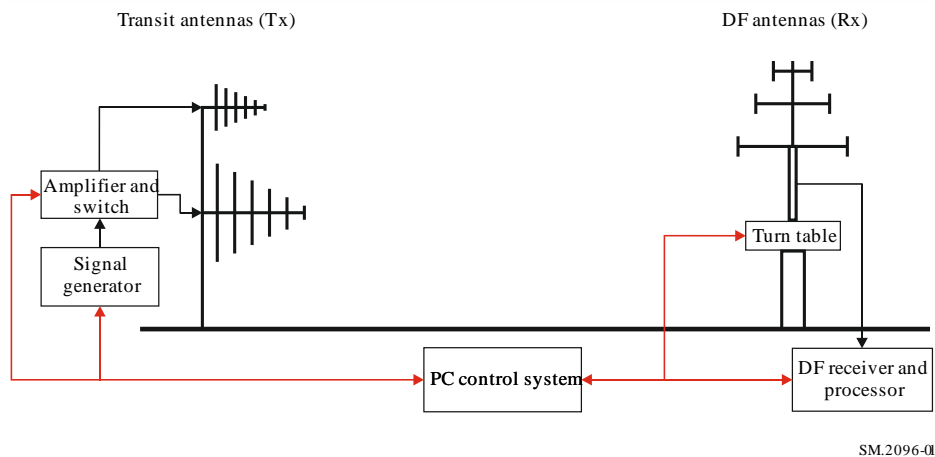 Transit antennas (Tx)
DF antennas (Rx)
Amplifier and
switch
Signal
generator
Turn table
PC control system
DF receiver and
processor
SM.2096-01